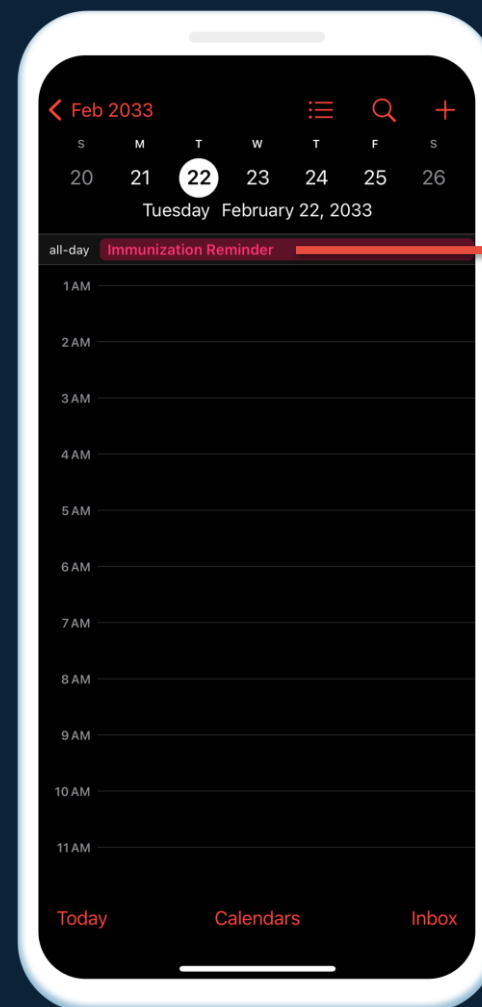 Feb 2033
S M T W T F S
20 21 22 23 24 25 26
Tuesday February 22, 2033
all-day Immunization Reminder
1 AM
2 AM
3 AM
4 AM
5 AM
6 AM
7 AM
8 AM
9 AM
10 AM
11 AM
Today Calendars Inbox